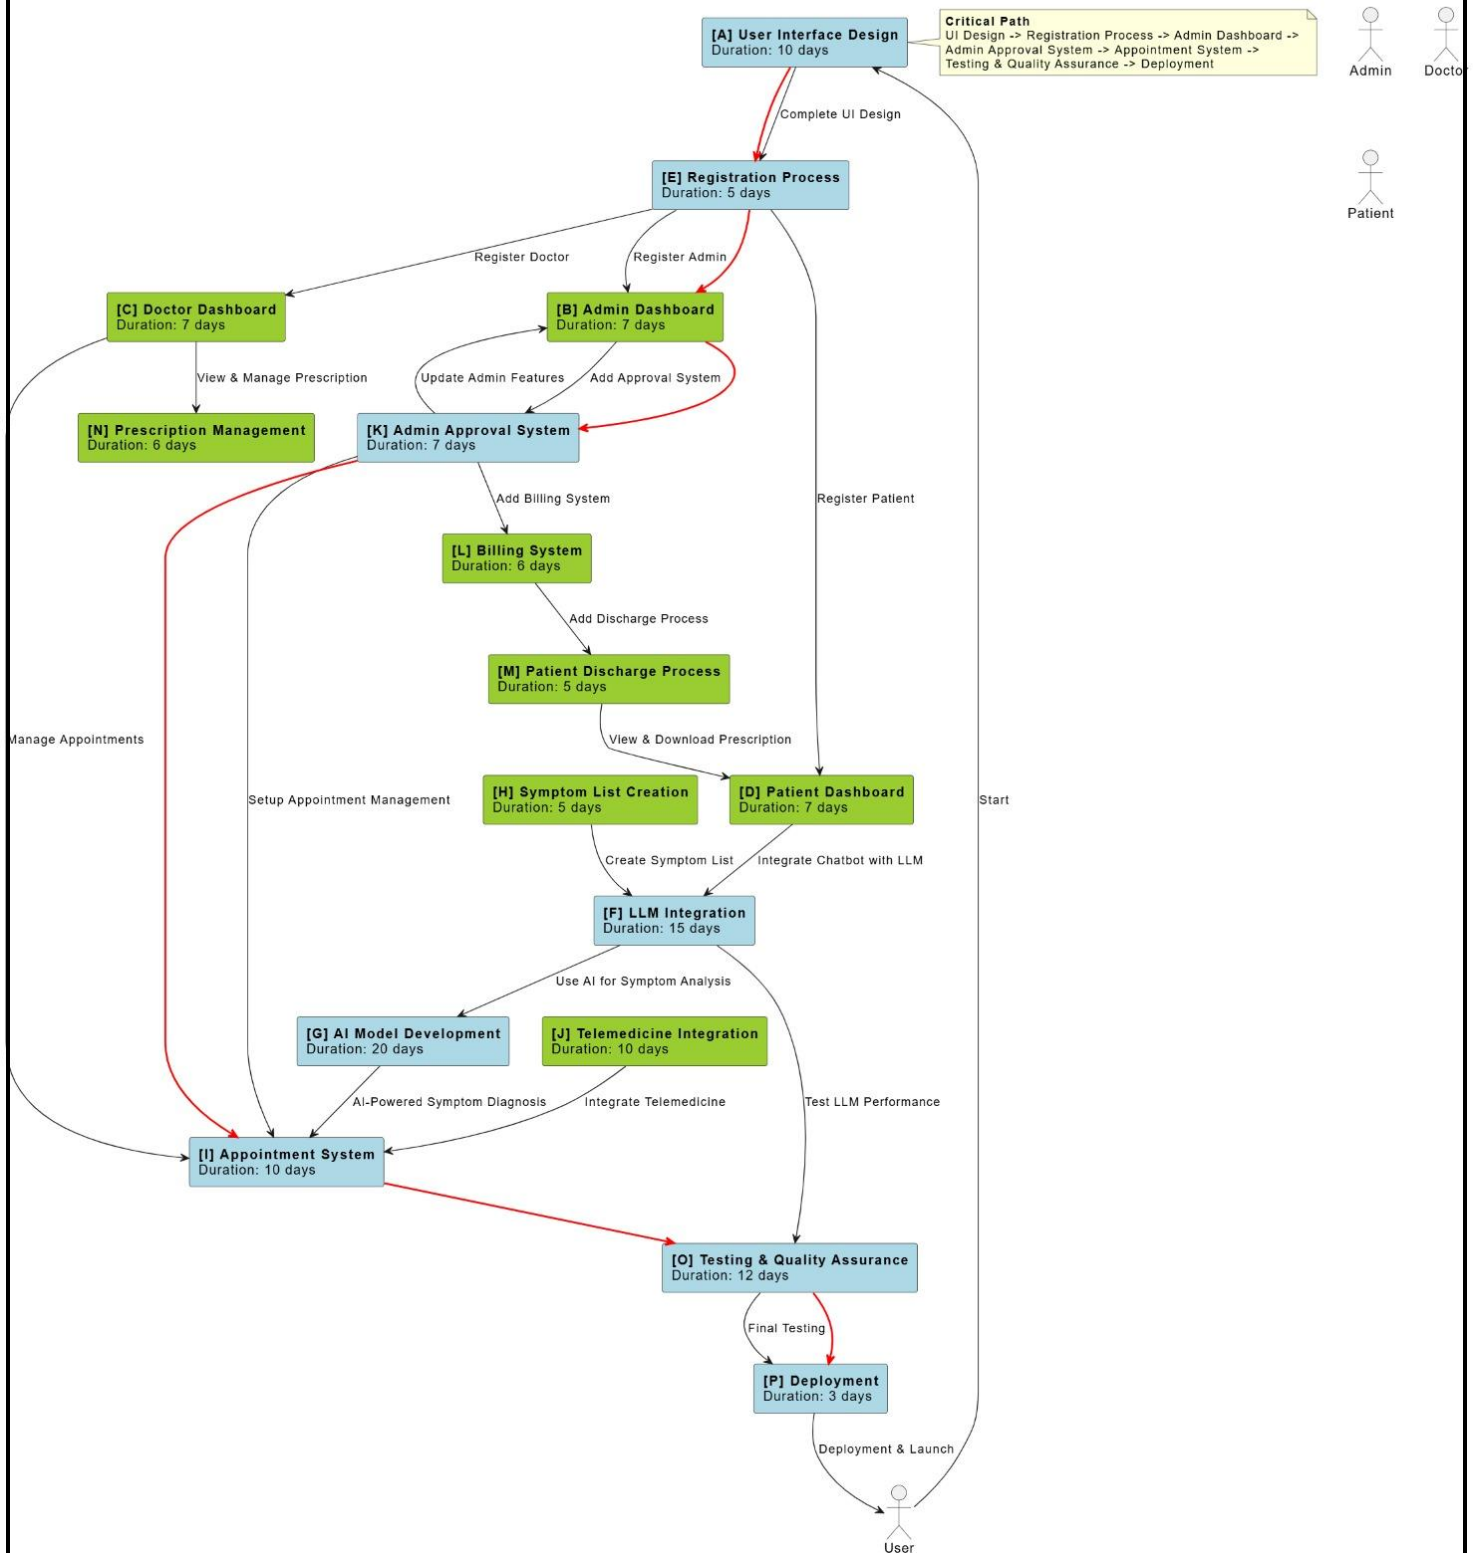 [A] User Interface Design
Duration: 10 days
Critical Path
UI Design -> Registration Process -> Admin Dashboard ->
Admin Approval System -> Appointment System ->
Testing & Quality Assurance -> Deployment
Admin
Docto
Complete UI Design
Patient
[E] Registration Process
Duration: 5 days
Register Doctor
Register Admin
[C] Doctor Dashboard
Duration: 7 days
[B] Admin Dashboard
Duration: 7 days
View & Manage Prescription
Update Admin Features
Add Approval System
[N] Prescription Management
Duration: 6 days
[K] Admin Approval System
Duration: 7 days
Add Billing System
Register Patient
[L] Billing System
Duration: 6 days
Add Discharge Process
[M] Patient Discharge Process
Duration: 5 days
Manage Appointments
View & Download Prescription
[H] Symptom List Creation
Duration: 5 days
[D] Patient Dashboard
Duration: 7 days
Setup Appointment Management
Start
Create Symptom List
Integrate Chatbot with LLM
[F] LLM Integration
Duration: 15 days
Use AI for Symptom Analysis
[G] AI Model Development
Duration: 20 days
[J] Telemedicine Integration
Duration: 10 days
AI-Powered Symptom Diagnosis
Integrate Telemedicine
Test LLM Performance
[I] Appointment System
Duration: 10 days
[O] Testing & Quality Assurance
Duration: 12 days
Final Testing
[P] Deployment
Duration: 3 days
Deployment & Launch
User